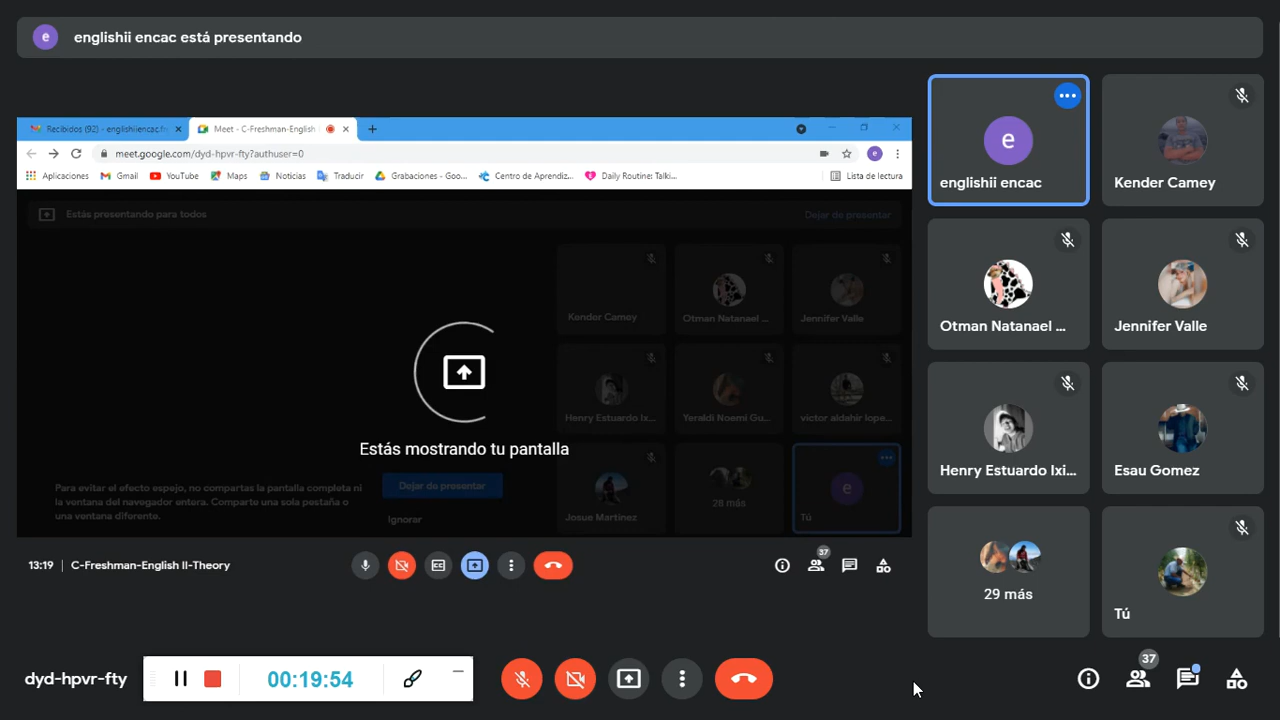 englishii encac está presentando
Recibidos (92) - englishiiencac.fr
Meet - C-Freshman-English
meet.google.com/dyd-hpvr-fty?authuser=0
Aplicaciones Gmail YouTube Maps Noticias Traducir Grabaciones - Goo... Centro de Aprendiz... Daily Routine: Talki... Lista de lectura
Estás presentando para todos
Dejar de presentar
Kender Camey
Otman Natanael ...
Jennifer Valle
Henry Estuardo Ix...
Yeraldi Noemi Gu...
victor aldahir lope...
Estás mostrando tu pantalla
Dejar de presentar
Ignorar
Para evitar el efecto espejo, no compartas la pantalla completa ni
la ventana del navegador entera. Comparte una sola pestaña o
una ventana diferente.
Josue Martinez
28 más
e
Tú
13:19 | C-Freshman-English II-Theory
37
e
englishii encac
Kender Camey
Otman Natanael ...
Jennifer Valle
Henry Estuardo Ixi...
Esau Gomez
29 más
Tú
dyd-hpvr-fty
00:19:54
37